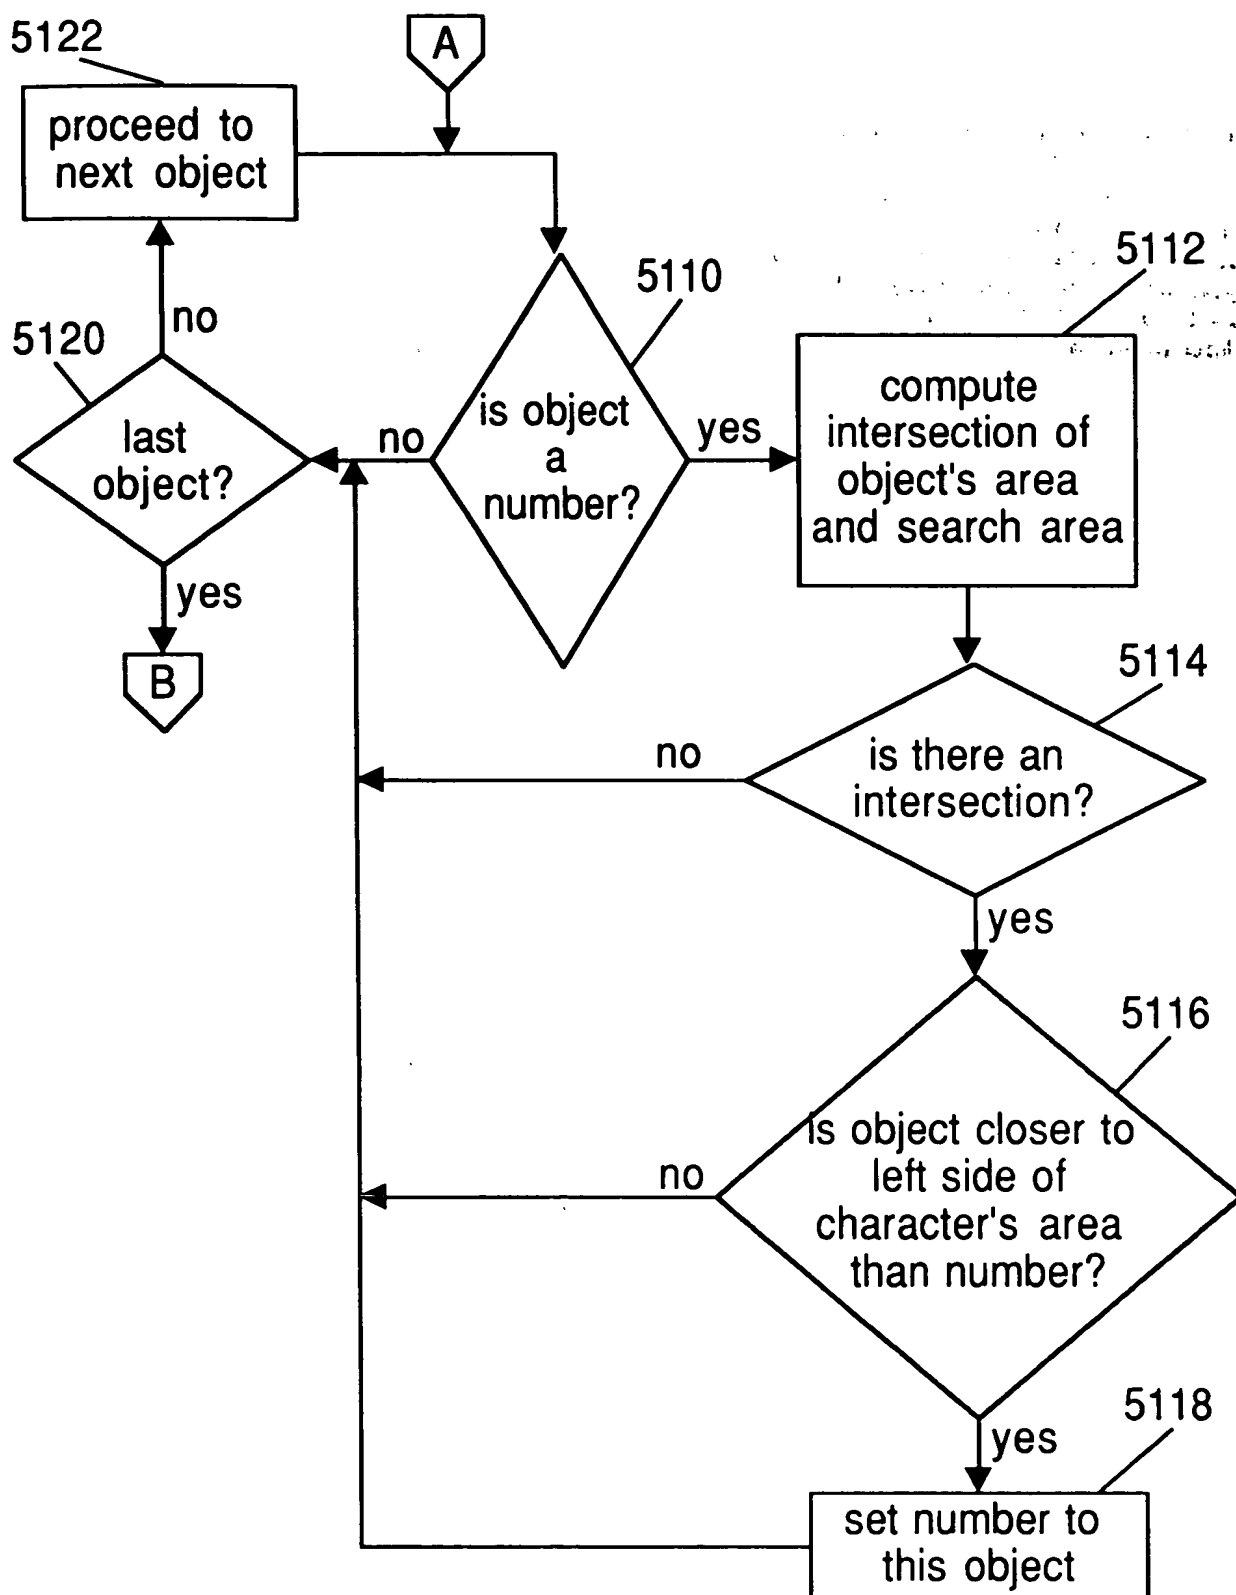 5122
A
proceed to
next object
5110
5112
no
5120
last
object?
no
is object
a
number?
yes
compute
intersection of
object's area
and search area
yes
B
5114
no
is there an
intersection?
yes
5116
no
is object closer to
left side of
character's area
than number?
yes
5118
set number to
this object